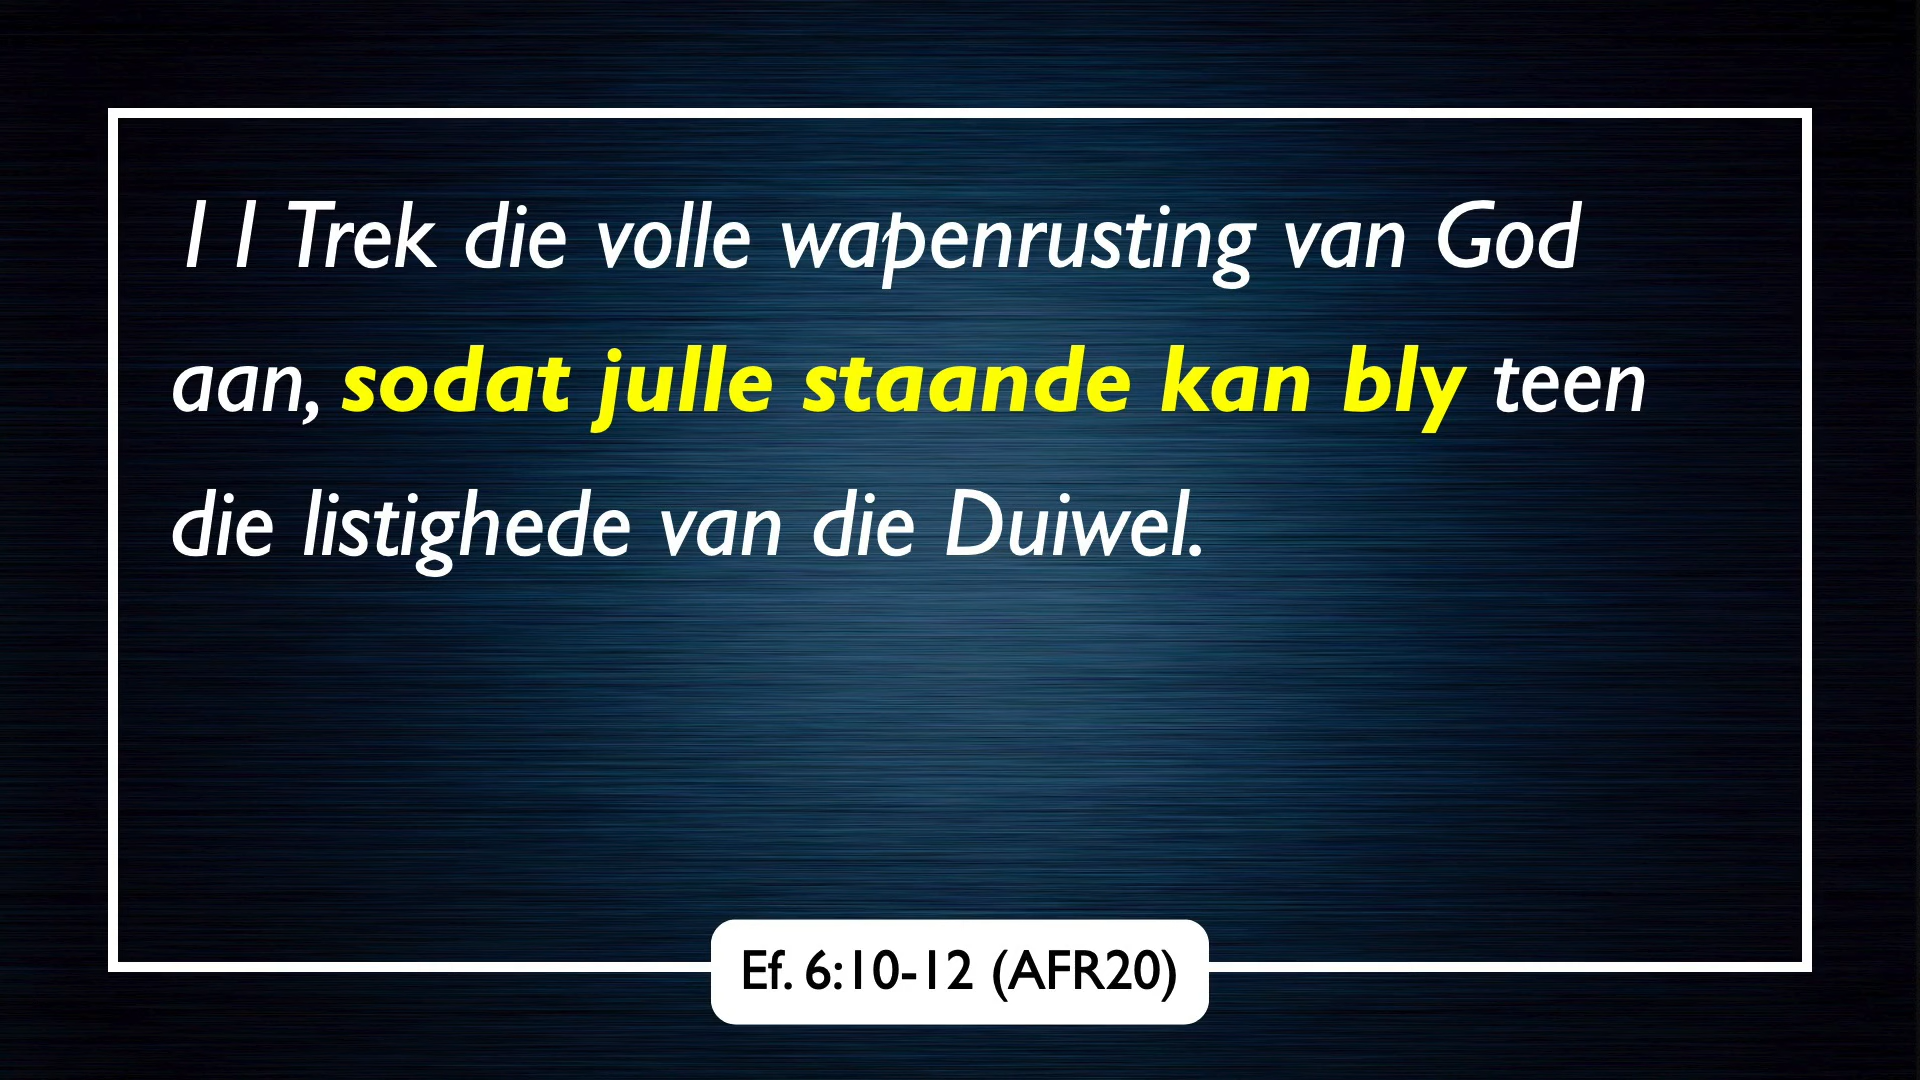 11 Trek die volle wapenrusting van God
aan, sodat julle staande kan bly teen
die listighede van die Duiwel.
Ef. 6:10-12 (AFR20)